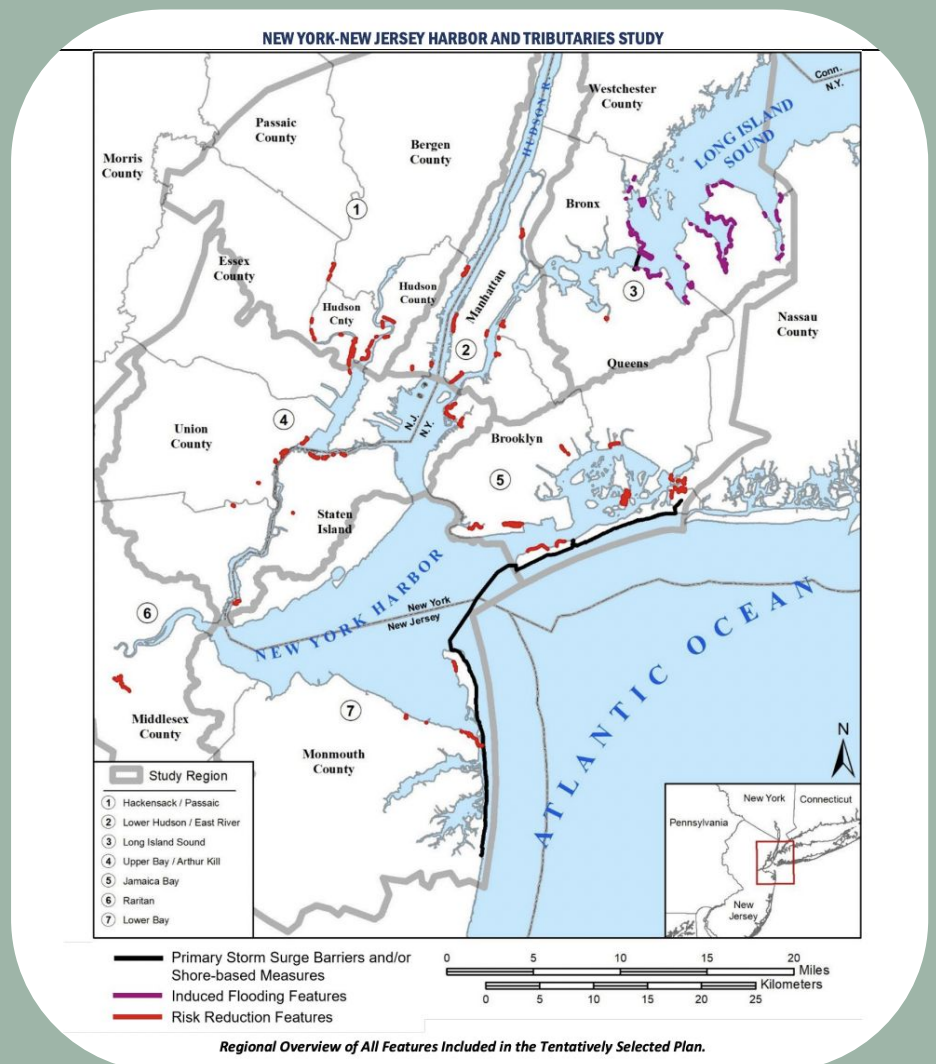 NEW YORK-NEW JERSEY HARBOR AND TRIBUTARIES STUDY
Conn.
N.Y.
Westchester
County
HUDSON R.
LONG ISLAND
SOUND
Passaic
County
Bergen
County
Morris
County
1
Bronx
Essex
County
Hudson
County
Manhattan
3
Hudson
Cnty
Nassau
County
2
Queens
4
N.J.
N.Y.
Union
County
Brooklyn
5
Staten
Island
NEW YORK HARBOR
New York
New Jersey
6
ATLANTIC OCEAN
7
Middlesex
County
Monmouth
County
N
Study Region
1 Hackensack / Passaic
2 Lower Hudson / East River
3 Long Island Sound
4 Upper Bay / Arthur Kill
5 Jamaica Bay
6 Raritan
7 Lower Bay
New York
Connecticut
Pennsylvania
New
Jersey
Primary Storm Surge Barriers and/or
Shore-based Measures
Induced Flooding Features
Risk Reduction Features
0 5 10 15 20
Miles
Kilometers
0 5 10 15 20 25
Regional Overview of All Features Included in the Tentatively Selected Plan.